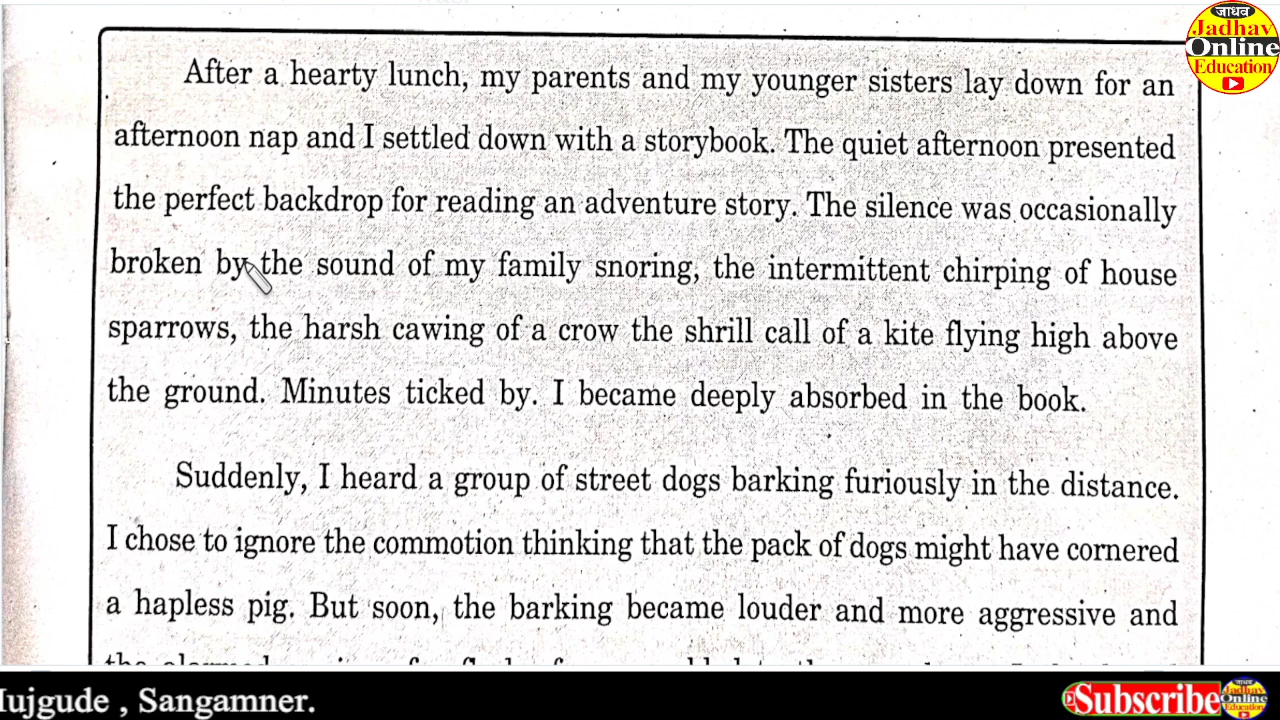 जाधव
Jadhav
Online
Education
After a hearty lunch, my parents and my younger sisters lay down for an
afternoon nap and I settled down with a storybook. The quiet afternoon presented
the perfect backdrop for reading an adventure story. The silence was occasionally
broken by the sound of my family snoring, the intermittent chirping of house
sparrows, the harsh cawing of a crow the shrill call of a kite flying high above
the ground. Minutes ticked by. I became deeply absorbed in the book.
Suddenly, I heard a group of street dogs barking furiously in the distance.
I chose to ignore the commotion thinking that the pack of dogs might have cornered
a hapless pig. But soon, the barking became louder and more aggressive and
Hujgude , Sangamner.
Subscribe
जाधव
Jadhav
Online
Education